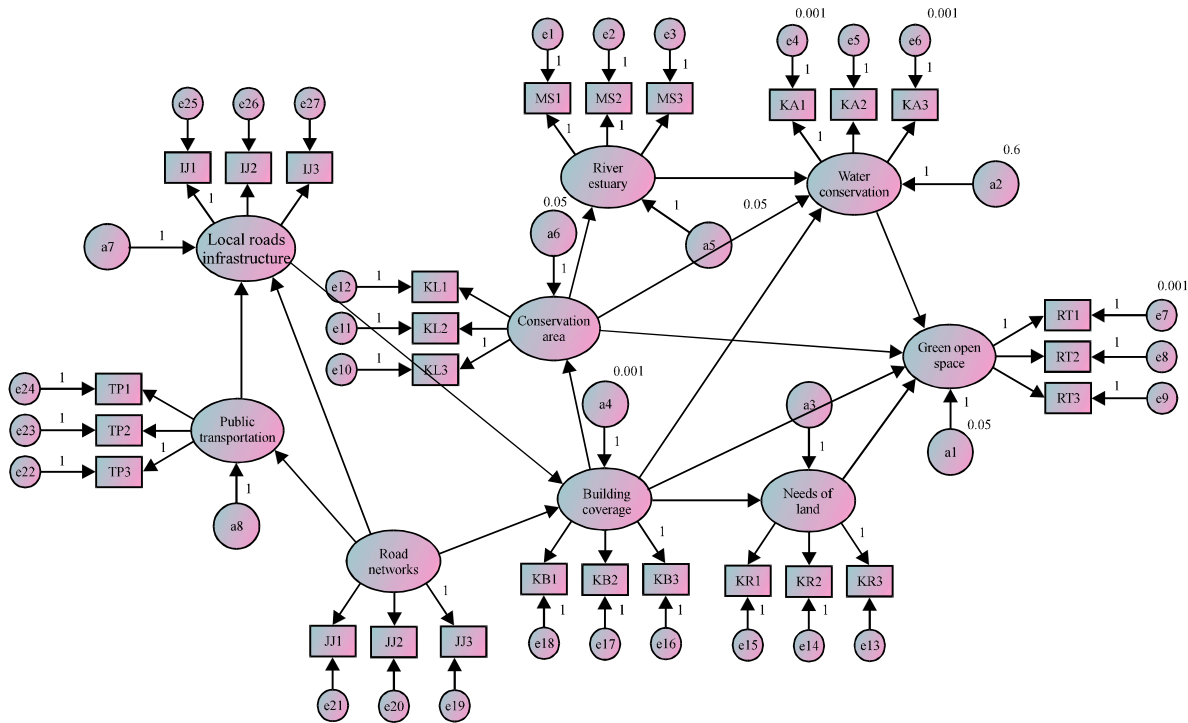 0.001
0.001
e1
e2
e3
e4
e5
e6
1
1
1
1
1
1
MS1
MS2
MS3
KA1
KA2
KA3
e25
e26
e27
1
1
1
IJ1
IJ2
IJ3
0.6
River
estuary
Water
conservation
1
a2
1
0.05
0.05
1
a6
a5
a7
1
Local roads
infrastructure
1
e12
1
KL1
0.001
e11
1
KL2
Conservation
area
1
RT1
1
e7
e10
1
KL3
1
Green open
space
RT2
1
e8
RT3
1
e9
0.001
e24
1
TP1
a4
a3
1
0.05
e23
1
TP2
Public
transportation
1
1
a1
e22
1
TP3
1
1
Building
coverage
Needs of
land
a8
Road
networks
1
1
KB1
KB2
KB3
KR1
KR2
KR3
1
1
1
1
1
1
JJ1
JJ2
JJ3
e18
e17
e16
e15
e14
e13
e21
e20
e19